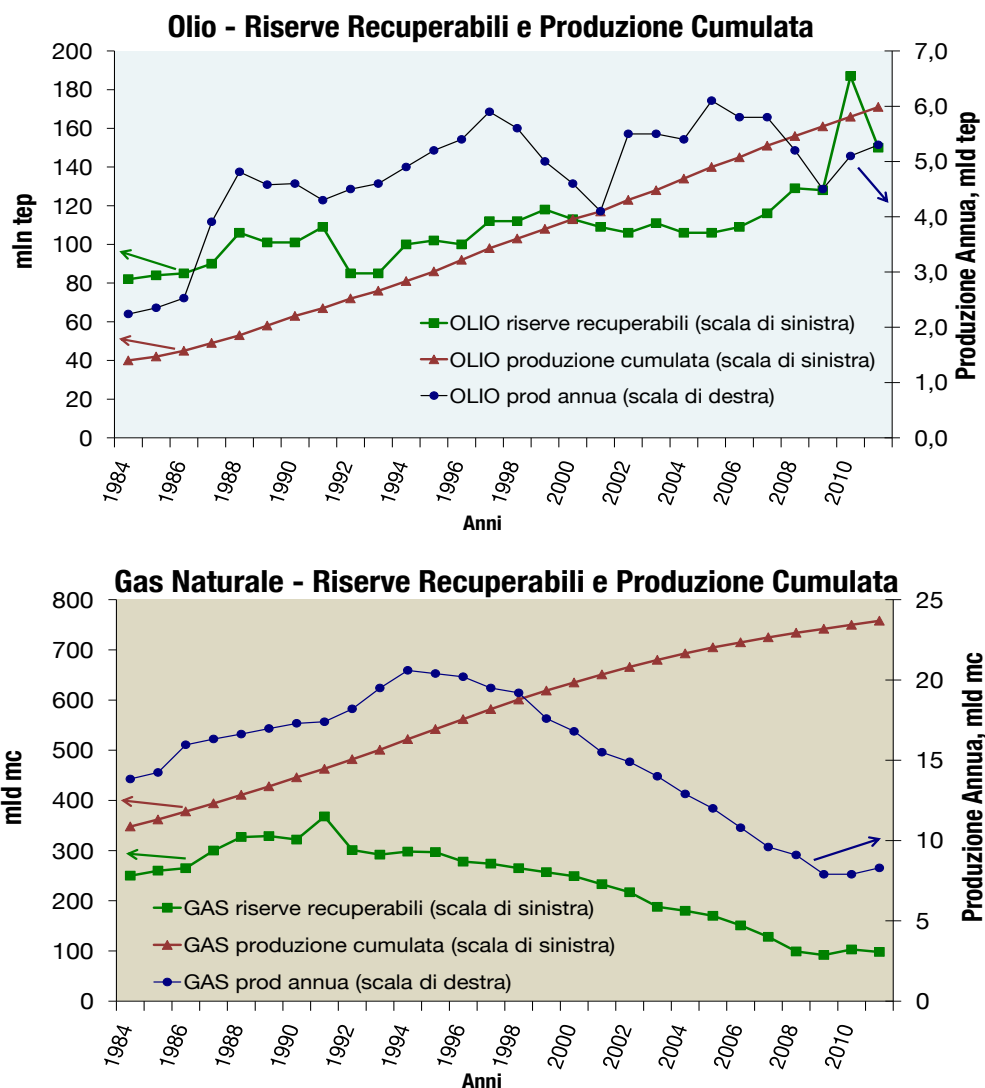 Olio - Riserve Recuperabili e Produzione Cumulata
200
180
160
140
120
100
80
60
40
20
0
mln tep
7,0
6,0
5,0
4,0
3,0
2,0
1,0
0,0
Produzione Annua, mld tep
OLIO riserve recuperabili (scala di sinistra)
OLIO produzione cumulata (scala di sinistra)
OLIO prod annua (scala di destra)
1984 1986 1988 1990 1992 1994 1996 1998 2000 2002 2004 2006 2008 2010
Anni
Gas Naturale - Riserve Recuperabili e Produzione Cumulata
800
700
600
500
400
300
200
100
0
mld mc
25
20
15
10
5
0
Produzione Annua, mld mc
GAS riserve recuperabili (scala di sinistra)
GAS produzione cumulata (scala di sinistra)
GAS prod annua (scala di destra)
1984 1986 1988 1990 1992 1994 1996 1998 2000 2002 2004 2006 2008 2010
Anni